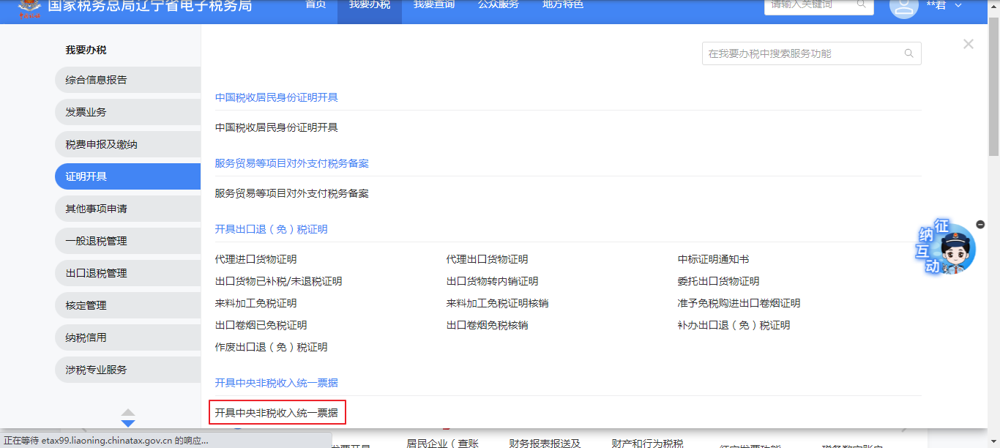 国家税务总局辽宁省电子税务局
首页 我要办税 我要查询 公众服务 地方特色
请输入关键词
**君
我要办税
综合信息报告
发票业务
税费申报及缴纳
证明开具
其他事项申请
一般退税管理
出口退税管理
核定管理
纳税信用
涉税专业服务
在我要办税中搜索服务功能
中国税收居民身份证明开具
中国税收居民身份证明开具
服务贸易等项目对外支付税务备案
服务贸易等项目对外支付税务备案
开具出口退（免）税证明
代理进口货物证明 代理出口货物证明 中标证明通知书
出口货物已补税/未退税证明 出口货物转内销证明 委托出口货物证明
来料加工免税证明 来料加工免税证明核销 准予免税购进出口卷烟证明
出口卷烟已免税证明 出口卷烟免税核销 补办出口退（免）税证明
作废出口退（免）税证明
开具中央非税收入统一票据
开具中央非税收入统一票据
征纳互动
正在等待 etax99.liaoning.chinatax.gov.cn 的响应...
居民企业（查账 财务报表报送及 财产和行为税税